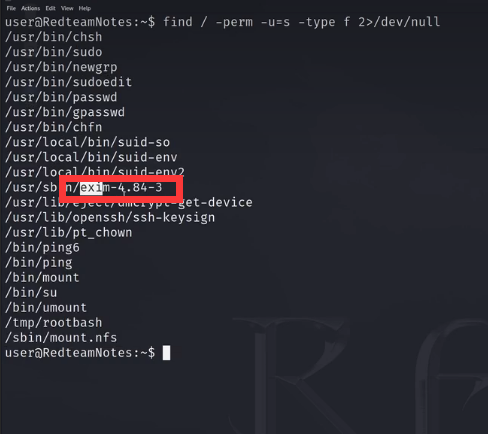 File Actions Edit View Help
user@RedteamNotes:~$ find / -perm -u=s -type f 2>/dev/null
/usr/bin/chsh
/usr/bin/sudo
/usr/bin/newgrp
/usr/bin/sudoedit
/usr/bin/passwd
/usr/bin/gpasswd
/usr/bin/chfn
/usr/local/bin/suid-so
/usr/local/bin/suid-env
/usr/local/bin/suid-env2
/usr/sbin/exim-4.84-3
/usr/lib/eject/dmcrypt-get-device
/usr/lib/openssh/ssh-keysign
/usr/lib/pt_chown
/bin/ping6
/bin/ping
/bin/mount
/bin/su
/bin/umount
/tmp/rootbash
/sbin/mount.nfs
user@RedteamNotes:~$